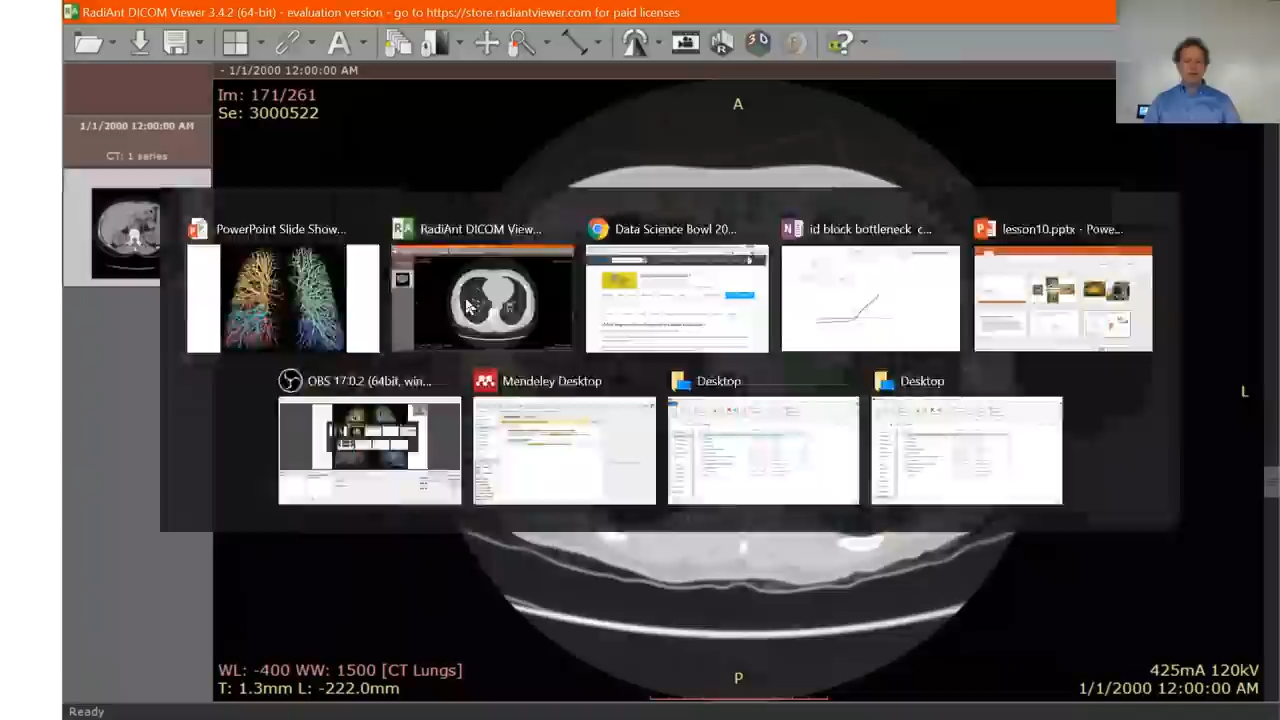 RadiAnt DICOM Viewer 3.4.2 (64-bit) - evaluation version - go to https://store.radiantviewer.com for paid licenses
- 1/1/2000 12:00:00 AM
Im: 171/261
Se: 3000522
A
1/1/2000 12:00:00 AM
CT: 1 series
PowerPoint Slide Show...
RadiAnt DICOM View...
Data Science Bowl 20...
id block bottleneck c...
lesson10.pptx - Powe...
OBS 17.0.2 (64bit, win...
Mendeley Desktop
Desktop
Desktop
L
WL: -400 WW: 1500 [CT Lungs]
T: 1.3mm L: -222.0mm
P
425mA 120kV
1/1/2000 12:00:00 AM
Ready